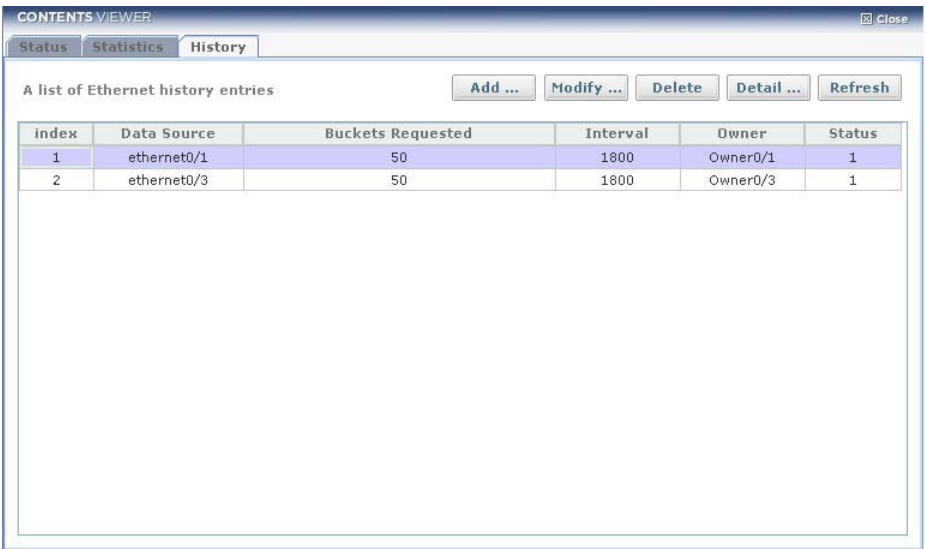 CONTENTS VIEWER Close
Status Statistics History
A list of Ethernet history entries Add ... Modify ... Delete Detail ... Refresh
index Data Source Buckets Requested Interval Owner Status
1 ethernet0/1 50 1800 Owner0/1 1
2 ethernet0/3 50 1800 Owner0/3 1